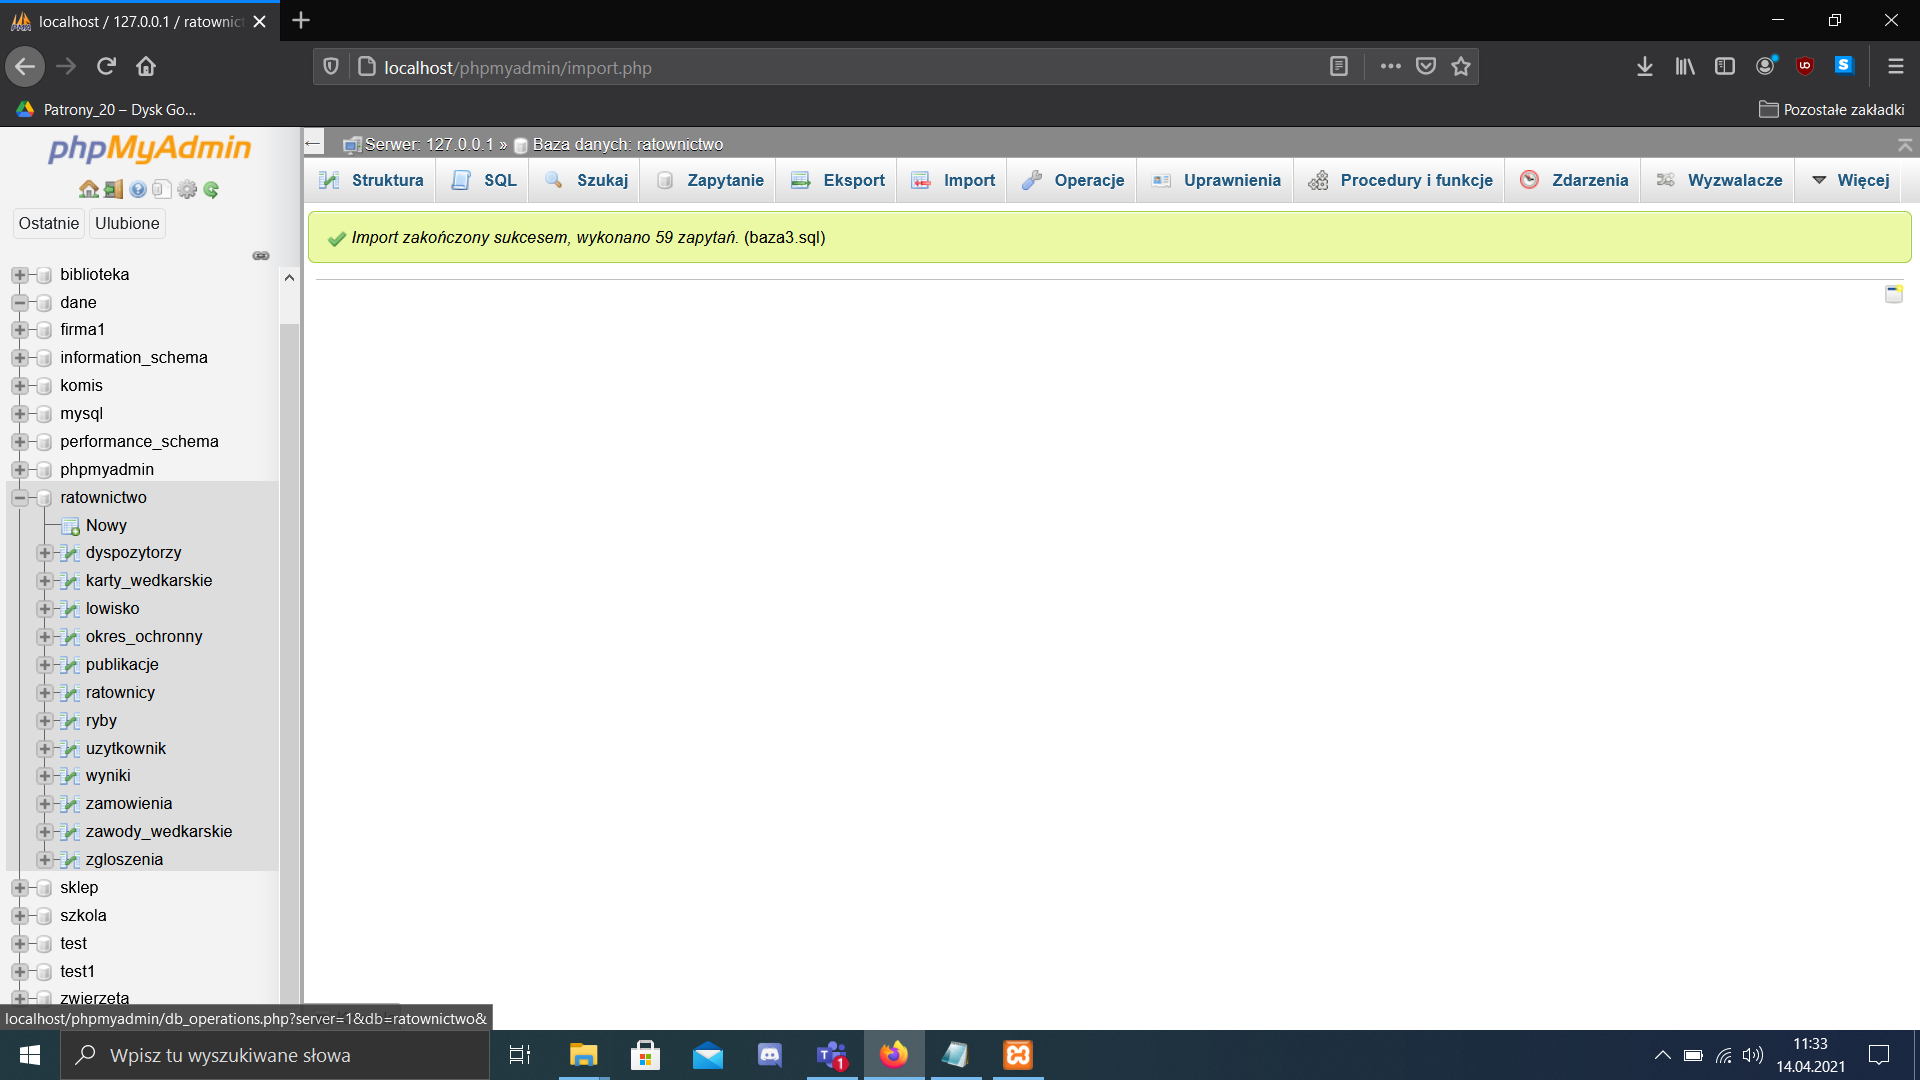 localhost / 127.0.0.1 / ratownict
localhost/phpmyadmin/import.php
Patrony_20 – Dysk Go...
Pozostałe zakładki
phpMyAdmin
Ostatnie
Ulubione
biblioteka
dane
firma1
information_schema
komis
mysql
performance_schema
phpmyadmin
ratownictwo
Nowy
dyspozytorzy
karty_wedkarskie
lowisko
okres_ochronny
publikacje
ratownicy
ryby
uzytkownik
wyniki
zamowienia
zawody_wedkarskie
zgloszenia
sklep
szkola
test
test1
zwierzeta
Serwer: 127.0.0.1 » Baza danych: ratownictwo
Struktura
SQL
Szukaj
Zapytanie
Eksport
Import
Operacje
Uprawnienia
Procedury i funkcje
Zdarzenia
Wyzwalacze
Więcej
Import zakończony sukcesem, wykonano 59 zapytań. (baza3.sql)
localhost/phpmyadmin/db_operations.php?server=1&db=ratownictwo&
Wpisz tu wyszukiwane słowa
1
11:33
14.04.2021